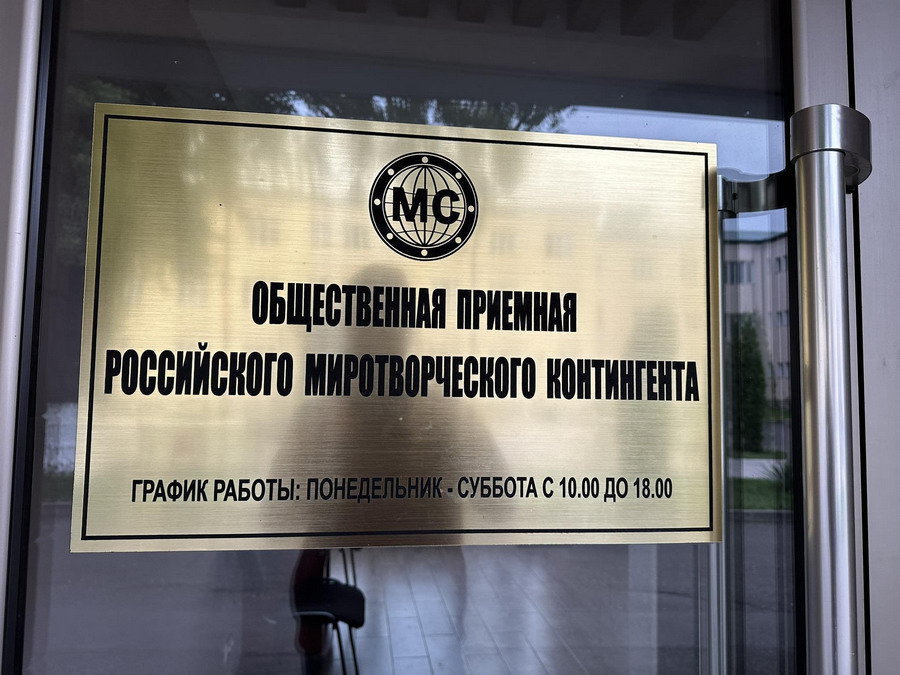 МС
ОБЩЕСТВЕННАЯ ПРИЕМНАЯ
РОССИЙСКОГО МИРОТВОРЧЕСКОГО КОНТИНГЕНТА
ГРАФИК РАБОТЫ: ПОНЕДЕЛЬНИК - СУББОТА С 10.00 ДО 18.00